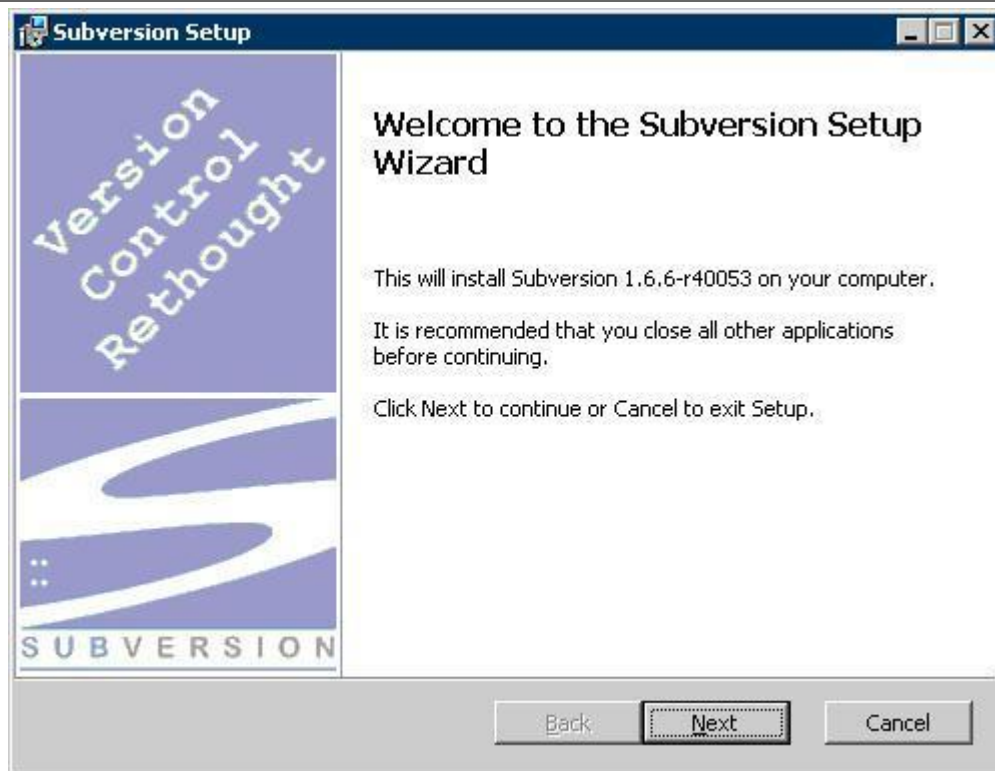 Subversion Setup
Version
Control
Rethought
SUBVERSION
Welcome to the Subversion Setup
Wizard
This will install Subversion 1.6.6-r40053 on your computer.
It is recommended that you close all other applications
before continuing.
Click Next to continue or Cancel to exit Setup.
Back
Next
Cancel